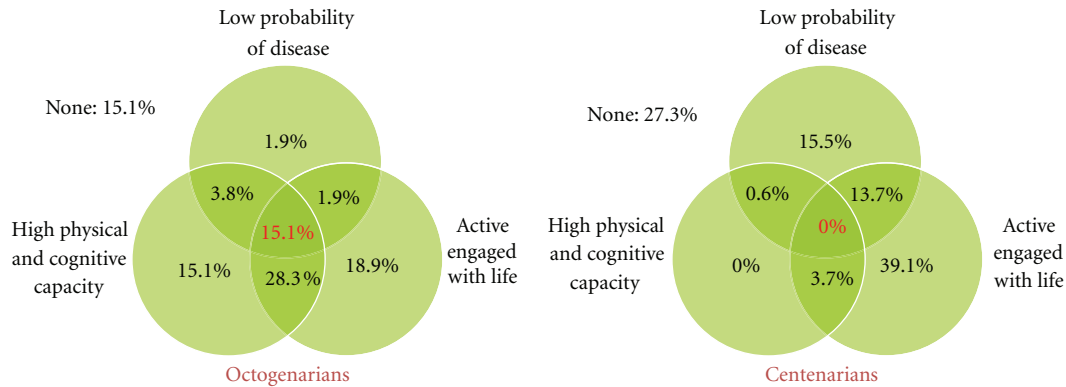 Low probability
of disease
None: 15.1%
1.9%
3.8%
1.9%
15.1%
High physical
and cognitive
capacity
15.1%
28.3%
18.9%
Active
engaged
with life
Octogenarians
Low probability
of disease
None: 27.3%
15.5%
0.6%
13.7%
0%
High physical
and cognitive
capacity
0%
3.7%
39.1%
Active
engaged
with life
Centenarians